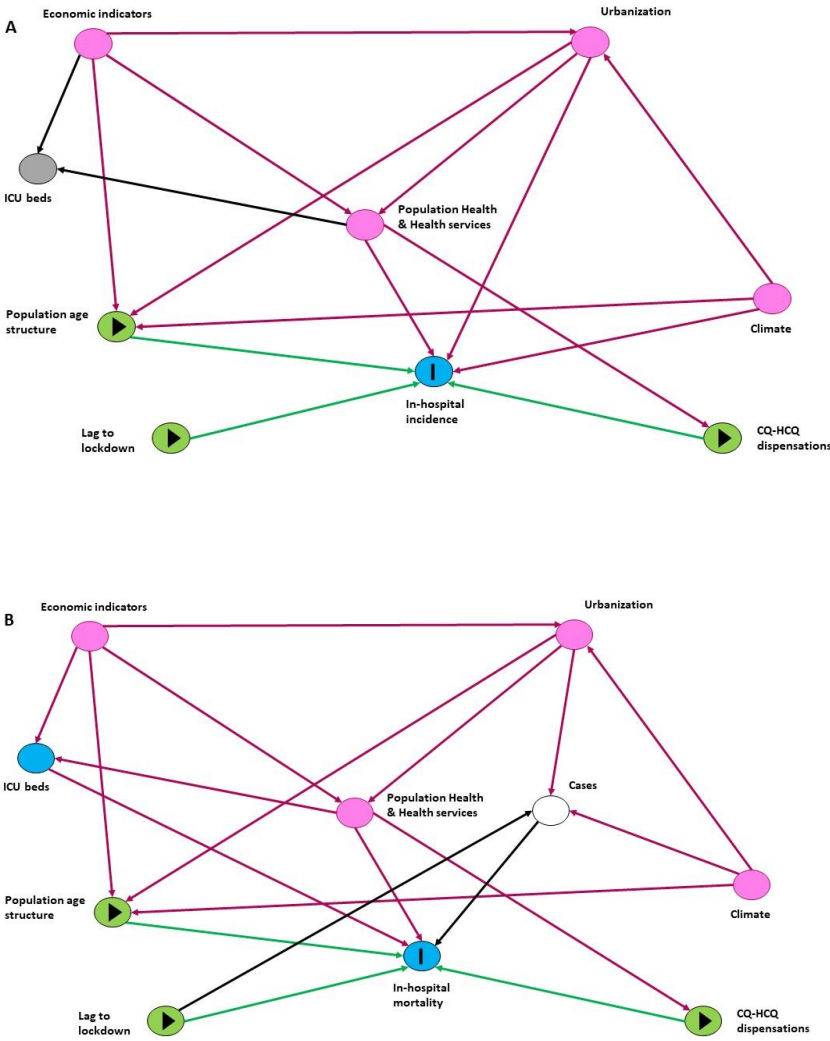 Economic indicators
Urbanization
A
ICU beds
Population Health
& Health services
Population age
structure
Climate
I
In-hospital
incidence
Lag to
lockdown
CQ-HCQ
dispensations
Economic indicators
Urbanization
B
ICU beds
Cases
Population Health
& Health services
Population age
structure
Climate
I
In-hospital
mortality
Lag to
lockdown
CQ-HCQ
dispensations